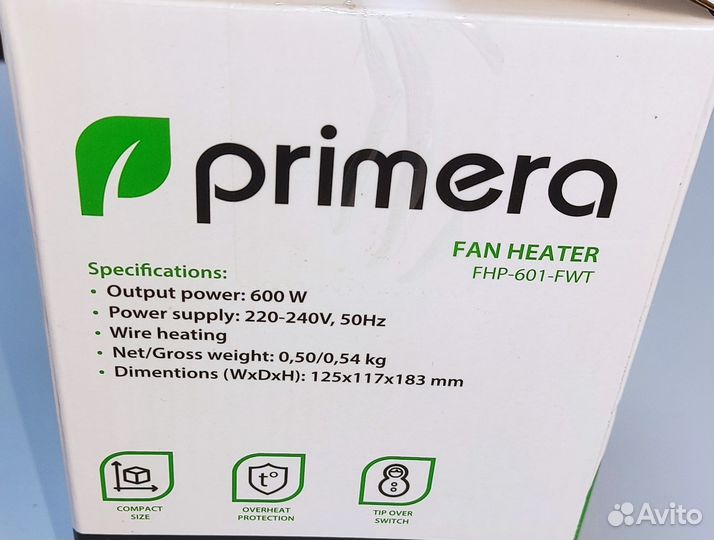 primera
FAN HEATER
FHP-601-FWT
Specifications:
• Output power: 600 W
• Power supply: 220-240V, 50Hz
• Wire heating
• Net/Gross weight: 0,50/0,54 kg
• Dimentions (WxDxH): 125x117x183 mm
t°
COMPACT SIZE
OVERHEAT PROTECTION
TIP OVER SWITCH
Avito